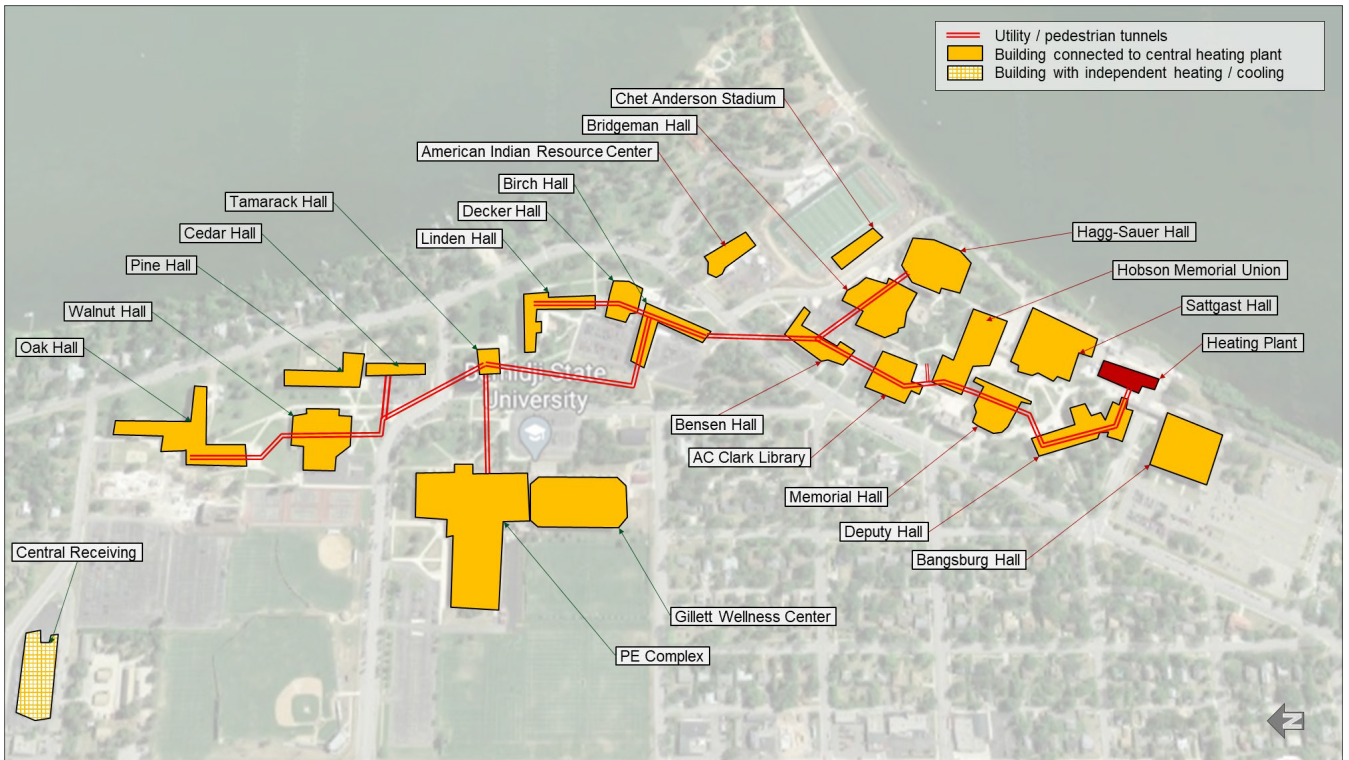 Utility / pedestrian tunnels
Building connected to central heating plant
Building with independent heating / cooling
Chet Anderson Stadium
Bridgeman Hall
American Indian Resource Center
Birch Hall
Decker Hall
Linden Hall
Tamarack Hall
Cedar Hall
Pine Hall
Walnut Hall
Oak Hall
Hagg-Sauer Hall
Hobson Memorial Union
Sattgast Hall
Heating Plant
Bemidji State
University
Bensen Hall
AC Clark Library
Memorial Hall
Deputy Hall
Bangsburg Hall
Central Receiving
Gillett Wellness Center
PE Complex
N